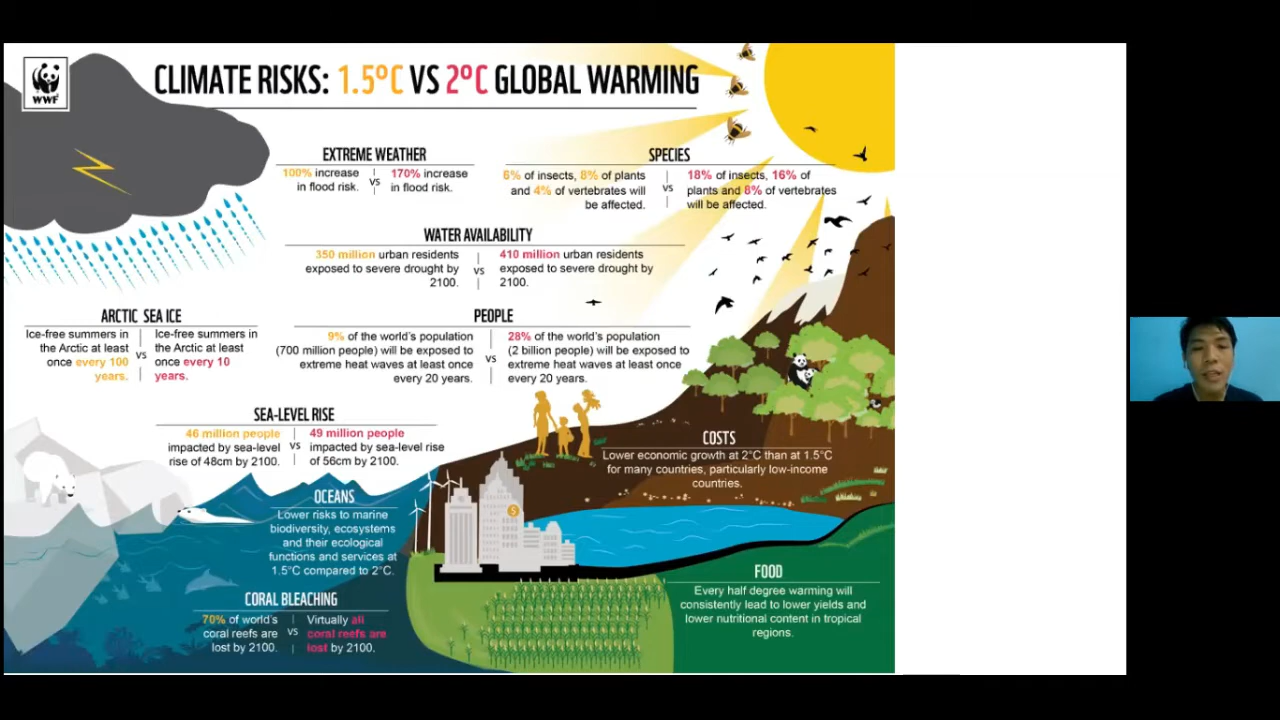 WWF
CLIMATE RISKS: 1.5°C VS 2°C GLOBAL WARMING
EXTREME WEATHER
100% increase
in flood risk.
VS
170% increase
in flood risk.
SPECIES
6% of insects, 8% of plants
and 4% of vertebrates will
be affected.
VS
18% of insects, 16% of
plants and 8% of vertebrates
will be affected.
WATER AVAILABILITY
350 million urban residents
exposed to severe drought by
2100.
VS
410 million urban residents
exposed to severe drought by
2100.
ARCTIC SEA ICE
Ice-free summers in
the Arctic at least
once every 100
years.
VS
Ice-free summers in
the Arctic at least
once every 10
years.
PEOPLE
9% of the world's population
(700 million people) will be exposed to
extreme heat waves at least once
every 20 years.
VS
28% of the world's population
(2 billion people) will be exposed to
extreme heat waves at least once
every 20 years.
SEA-LEVEL RISE
46 million people
impacted by sea-level
rise of 48cm by 2100.
VS
49 million people
impacted by sea-level rise
of 56cm by 2100.
COSTS
Lower economic growth at 2°C than at 1.5°C
for many countries, particularly low-income
countries.
OCEANS
Lower risks to marine
biodiversity, ecosystems
and their ecological
functions and services at
1.5°C compared to 2°C.
$
FOOD
Every half degree warming will
consistently lead to lower yields and
lower nutritional content in tropical
regions.
CORAL BLEACHING
70% of world's
coral reefs are
lost by 2100.
VS
Virtually all
coral reefs are
lost by 2100.